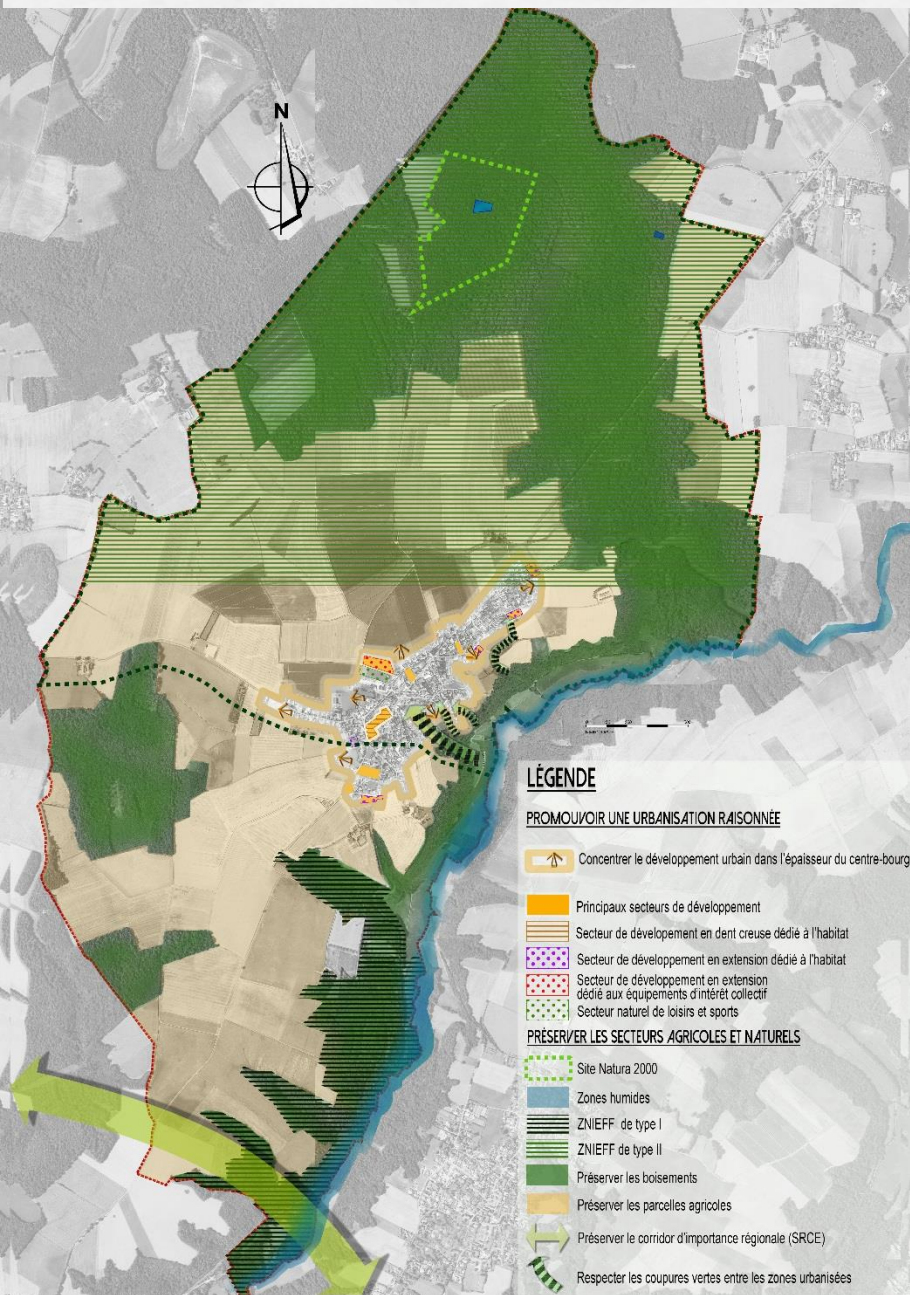 N
LÉGENDE
PROMOUVOIR UNE URBANISATION RAISONNÉE
Concentrer le développement urbain dans l'épaisseur du centre-bourg
Principaux secteurs de développement
Secteur de dévelopement en dent creuse dédié à l'habitat
Secteur de développement en extension dédié à l'habitat
Secteur de développement en extension
dédié aux équipements d'intérêt collectif
Secteur naturel de loisirs et sports
PRÉSERVER LES SECTEURS AGRICOLES ET NATURELS
Site Natura 2000
Zones humides
ZNIEFF de type I
ZNIEFF de type II
Préserver les boisements
Préserver les parcelles agricoles
Préserver le corridor d'importance régionale (SRCE)
Respecter les coupures vertes entre les zones urbanisées